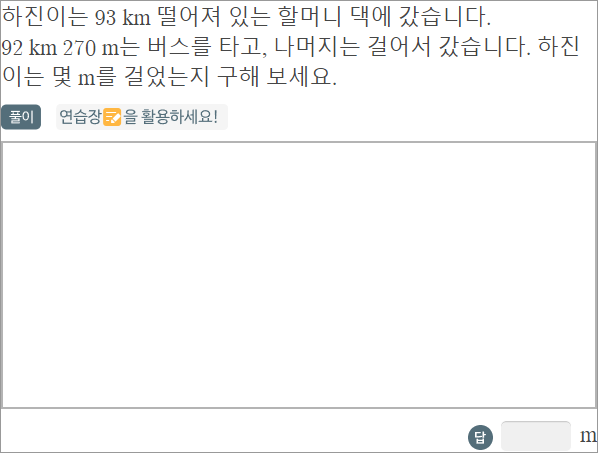 하진이는 93 km 떨어져 있는 할머니 댁에 갔습니다.
92 km 270 m는 버스를 타고, 나머지는 걸어서 갔습니다. 하진
이는 몇 m를 걸었는지 구해 보세요.
풀이 연습장을 활용하세요!
답 m